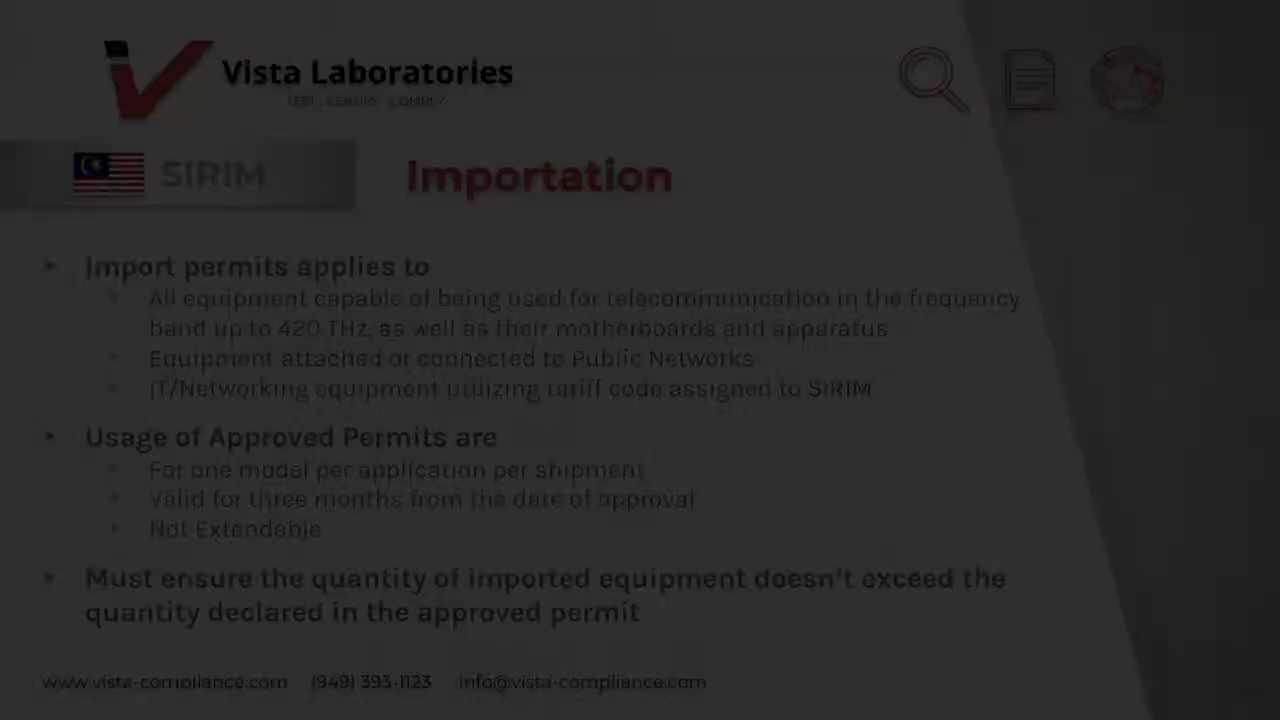 Vista Laboratories
TEST - CERTIFY - COMPLY
SIRIM
Importation
Import permits applies to
All equipment capable of being used for telecommunication in the frequency
band up to 420 THz, as well as their motherboards and apparatus
Equipment attached or connected to Public Networks
IT/Networking equipment utilizing tariff code assigned to SIRIM
Usage of Approved Permits are
For one model per application per shipment
Valid for three months from the date of approval
Not Extendable
Must ensure the quantity of imported equipment doesn't exceed the
quantity declared in the approved permit
www.vista-compliance.com (949) 393-1123 info@vista-compliance.com